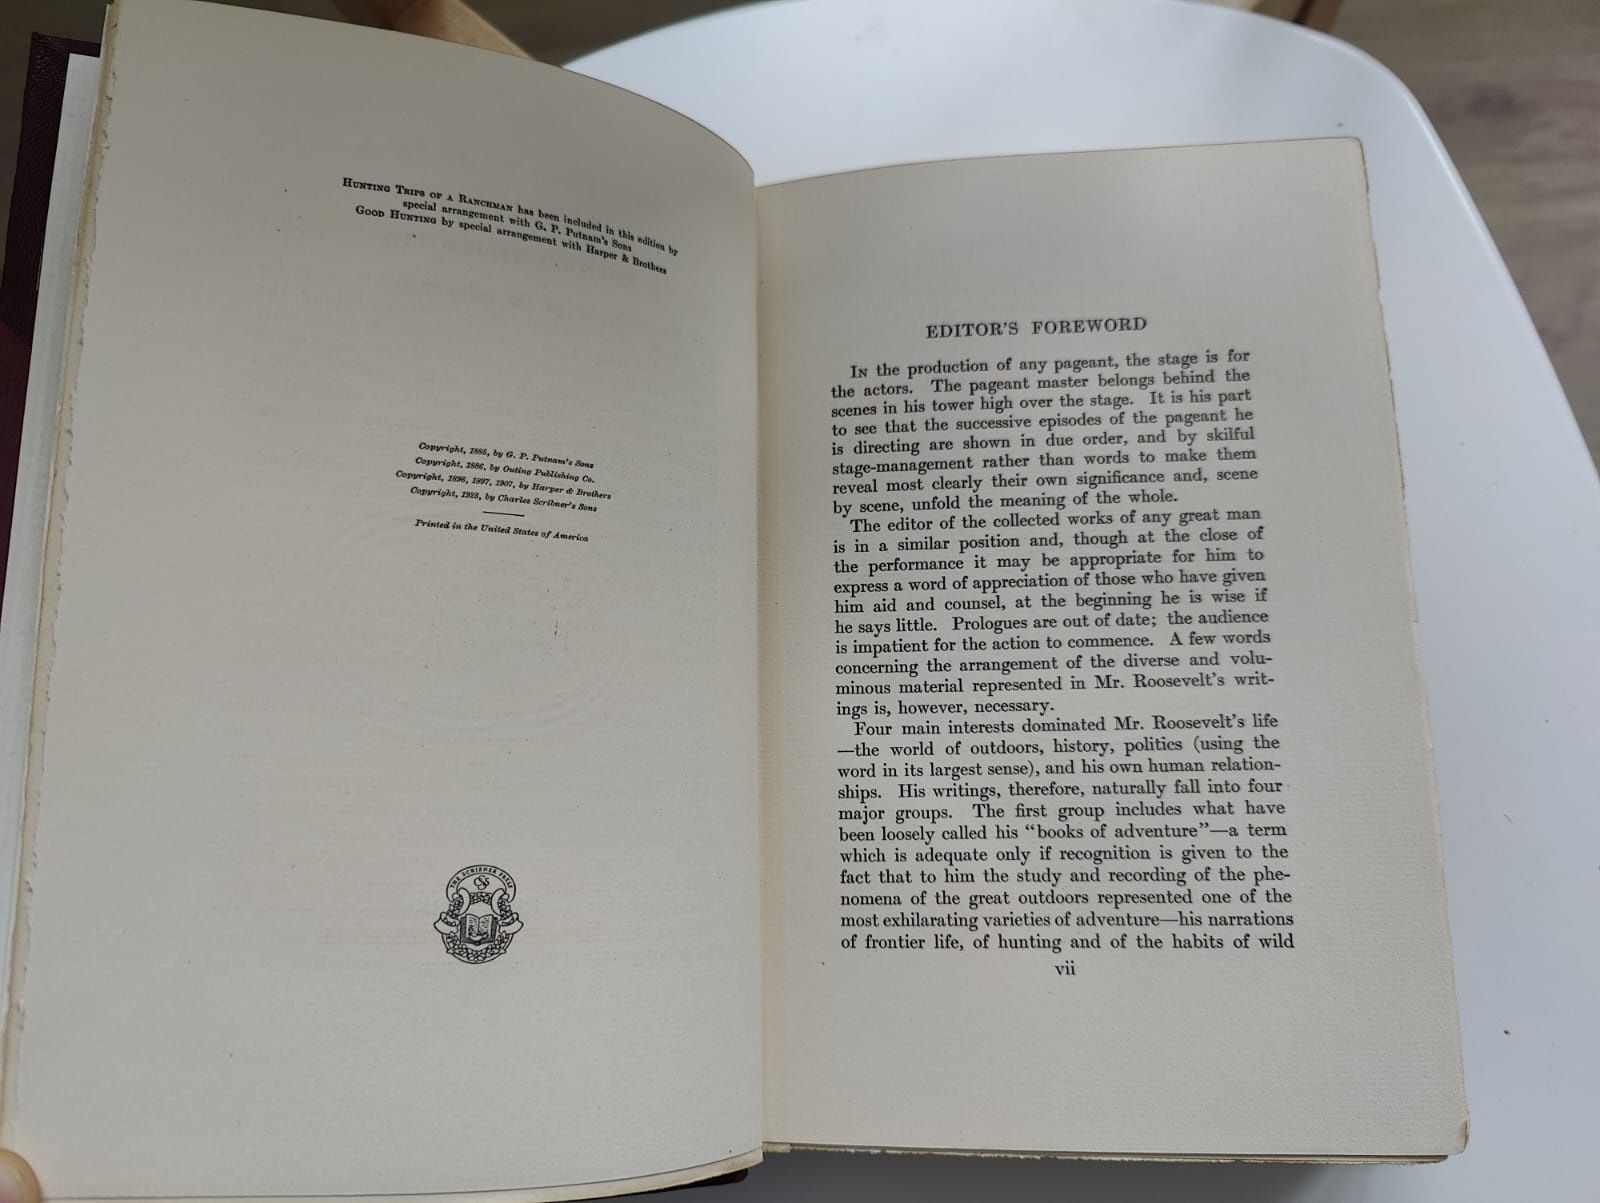 HUNTING TRIPS OF A RANCHMAN has been included in this edition by
special arrangement with G. P. Putnam's Sons
GOOD HUNTING by special arrangement with Harper & Brothers
Copyright, 1885, by G. P. Putnam's Sons
Copyright, 1886, by Outing Publishing Co.
Copyright, 1896, 1897, 1907, by Harper & Brothers
Copyright, 1923, by Charles Scribner's Sons
Printed in the United States of America
THE SCRIBNER PRESS
EDITOR'S FOREWORD
IN the production of any pageant, the stage is for
the actors. The pageant master belongs behind the
scenes in his tower high over the stage. It is his part
to see that the successive episodes of the pageant he
is directing are shown in due order, and by skilful
stage-management rather than words to make them
reveal most clearly their own significance and, scene
by scene, unfold the meaning of the whole.
The editor of the collected works of any great man
is in a similar position and, though at the close of
the performance it may be appropriate for him to
express a word of appreciation of those who have given
him aid and counsel, at the beginning he is wise if
he says little. Prologues are out of date; the audience
is impatient for the action to commence. A few words
concerning the arrangement of the diverse and volu-
minous material represented in Mr. Roosevelt's writ-
ings is, however, necessary.
Four main interests dominated Mr. Roosevelt's life
—the world of outdoors, history, politics (using the
word in its largest sense), and his own human relation-
ships. His writings, therefore, naturally fall into four
major groups. The first group includes what have
been loosely called his "books of adventure"—a term
which is adequate only if recognition is given to the
fact that to him the study and recording of the phe-
nomena of the great outdoors represented one of the
most exhilarating varieties of adventure—his narrations
of frontier life, of hunting and of the habits of wild
vii